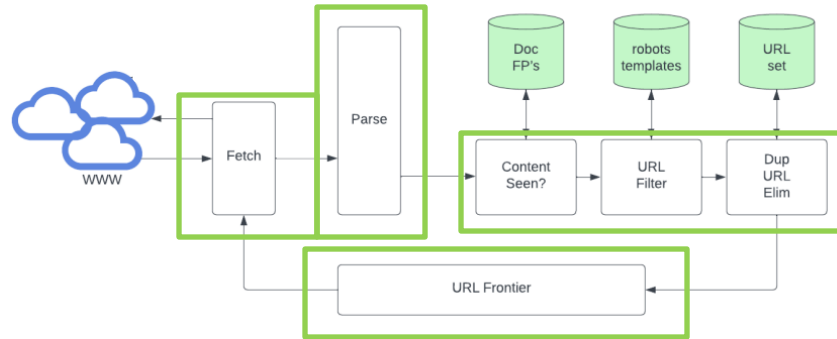 Doc
FP's
robots
templates
URL
set
Parse
Fetch
WWW
Content
Seen?
URL
Filter
Dup
URL
Elim
URL Frontier